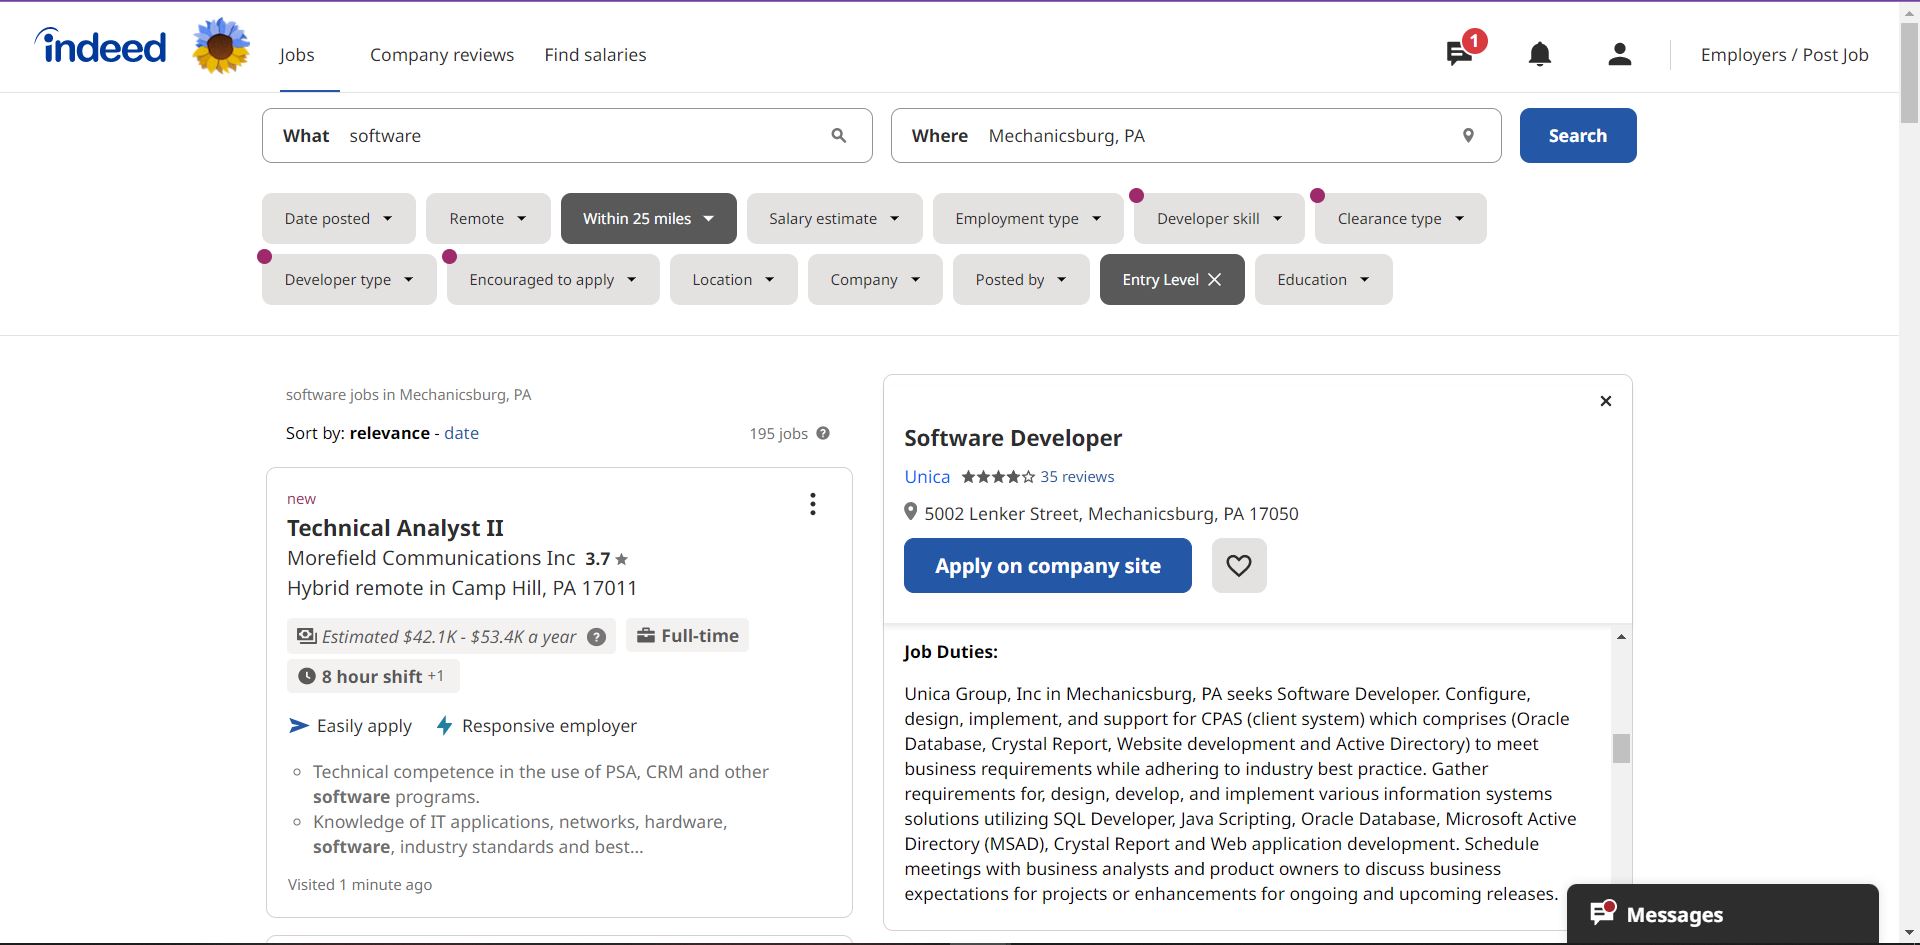 indeed
Jobs
Company reviews
Find salaries
1
Employers / Post Job
What software
Where Mechanicsburg, PA
Search
Date posted
Remote
Within 25 miles
Salary estimate
Employment type
Developer skill
Clearance type
Developer type
Encouraged to apply
Location
Company
Posted by
Entry Level
Education
software jobs in Mechanicsburg, PA
Sort by: relevance - date
195 jobs ?
new
Technical Analyst II
Morefield Communications Inc 3.7
Hybrid remote in Camp Hill, PA 17011
Estimated $42.1K - $53.4K a year ?
Full-time
8 hour shift +1
Easily apply
Responsive employer
Technical competence in the use of PSA, CRM and other
software programs.
Knowledge of IT applications, networks, hardware,
software, industry standards and best...
Visited 1 minute ago
Software Developer
Unica 35 reviews
5002 Lenker Street, Mechanicsburg, PA 17050
Apply on company site
Job Duties:
Unica Group, Inc in Mechanicsburg, PA seeks Software Developer. Configure,
design, implement, and support for CPAS (client system) which comprises (Oracle
Database, Crystal Report, Website development and Active Directory) to meet
business requirements while adhering to industry best practice. Gather
requirements for, design, develop, and implement various information systems
solutions utilizing SQL Developer, Java Scripting, Oracle Database, Microsoft Active
Directory (MSAD), Crystal Report and Web application development. Schedule
meetings with business analysts and product owners to discuss business
expectations for projects or enhancements for ongoing and upcoming releases.
Messages